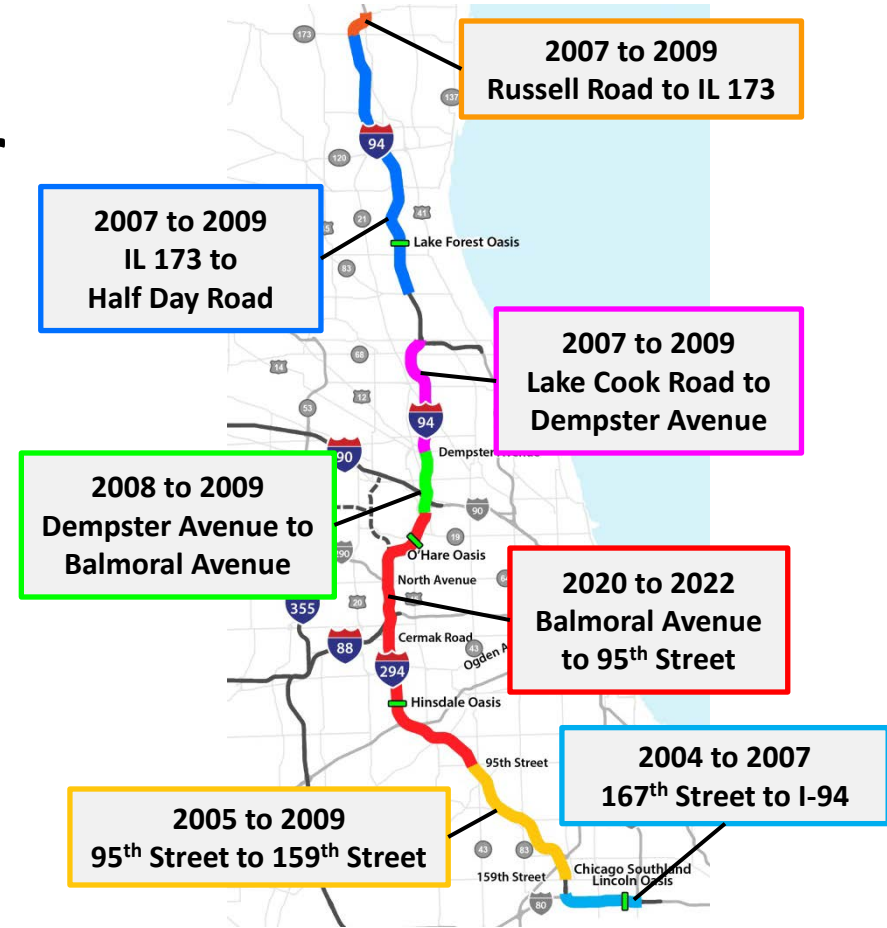 2007 to 2009
Russell Road to IL 173
173
137
94
120
2007 to 2009
IL 173 to
Half Day Road
21
41
Lake Forest Oasis
83
2007 to 2009
Lake Cook Road to
Dempster Avenue
68
14
12
53
94
Dempster
90
2008 to 2009
Dempster Avenue to
Balmoral Avenue
90
19
O'Hare Oasis
290
North Avenue
2020 to 2022
Balmoral Avenue
to 95th Street
355
20
88
Cermak Road
43
Ogden A
294
Hinsdale Oasis
95th Street
2004 to 2007
167th Street to I-94
2005 to 2009
95th Street to 159th Street
43
83
159th Street
Chicago Southland
Lincoln Oasis
80